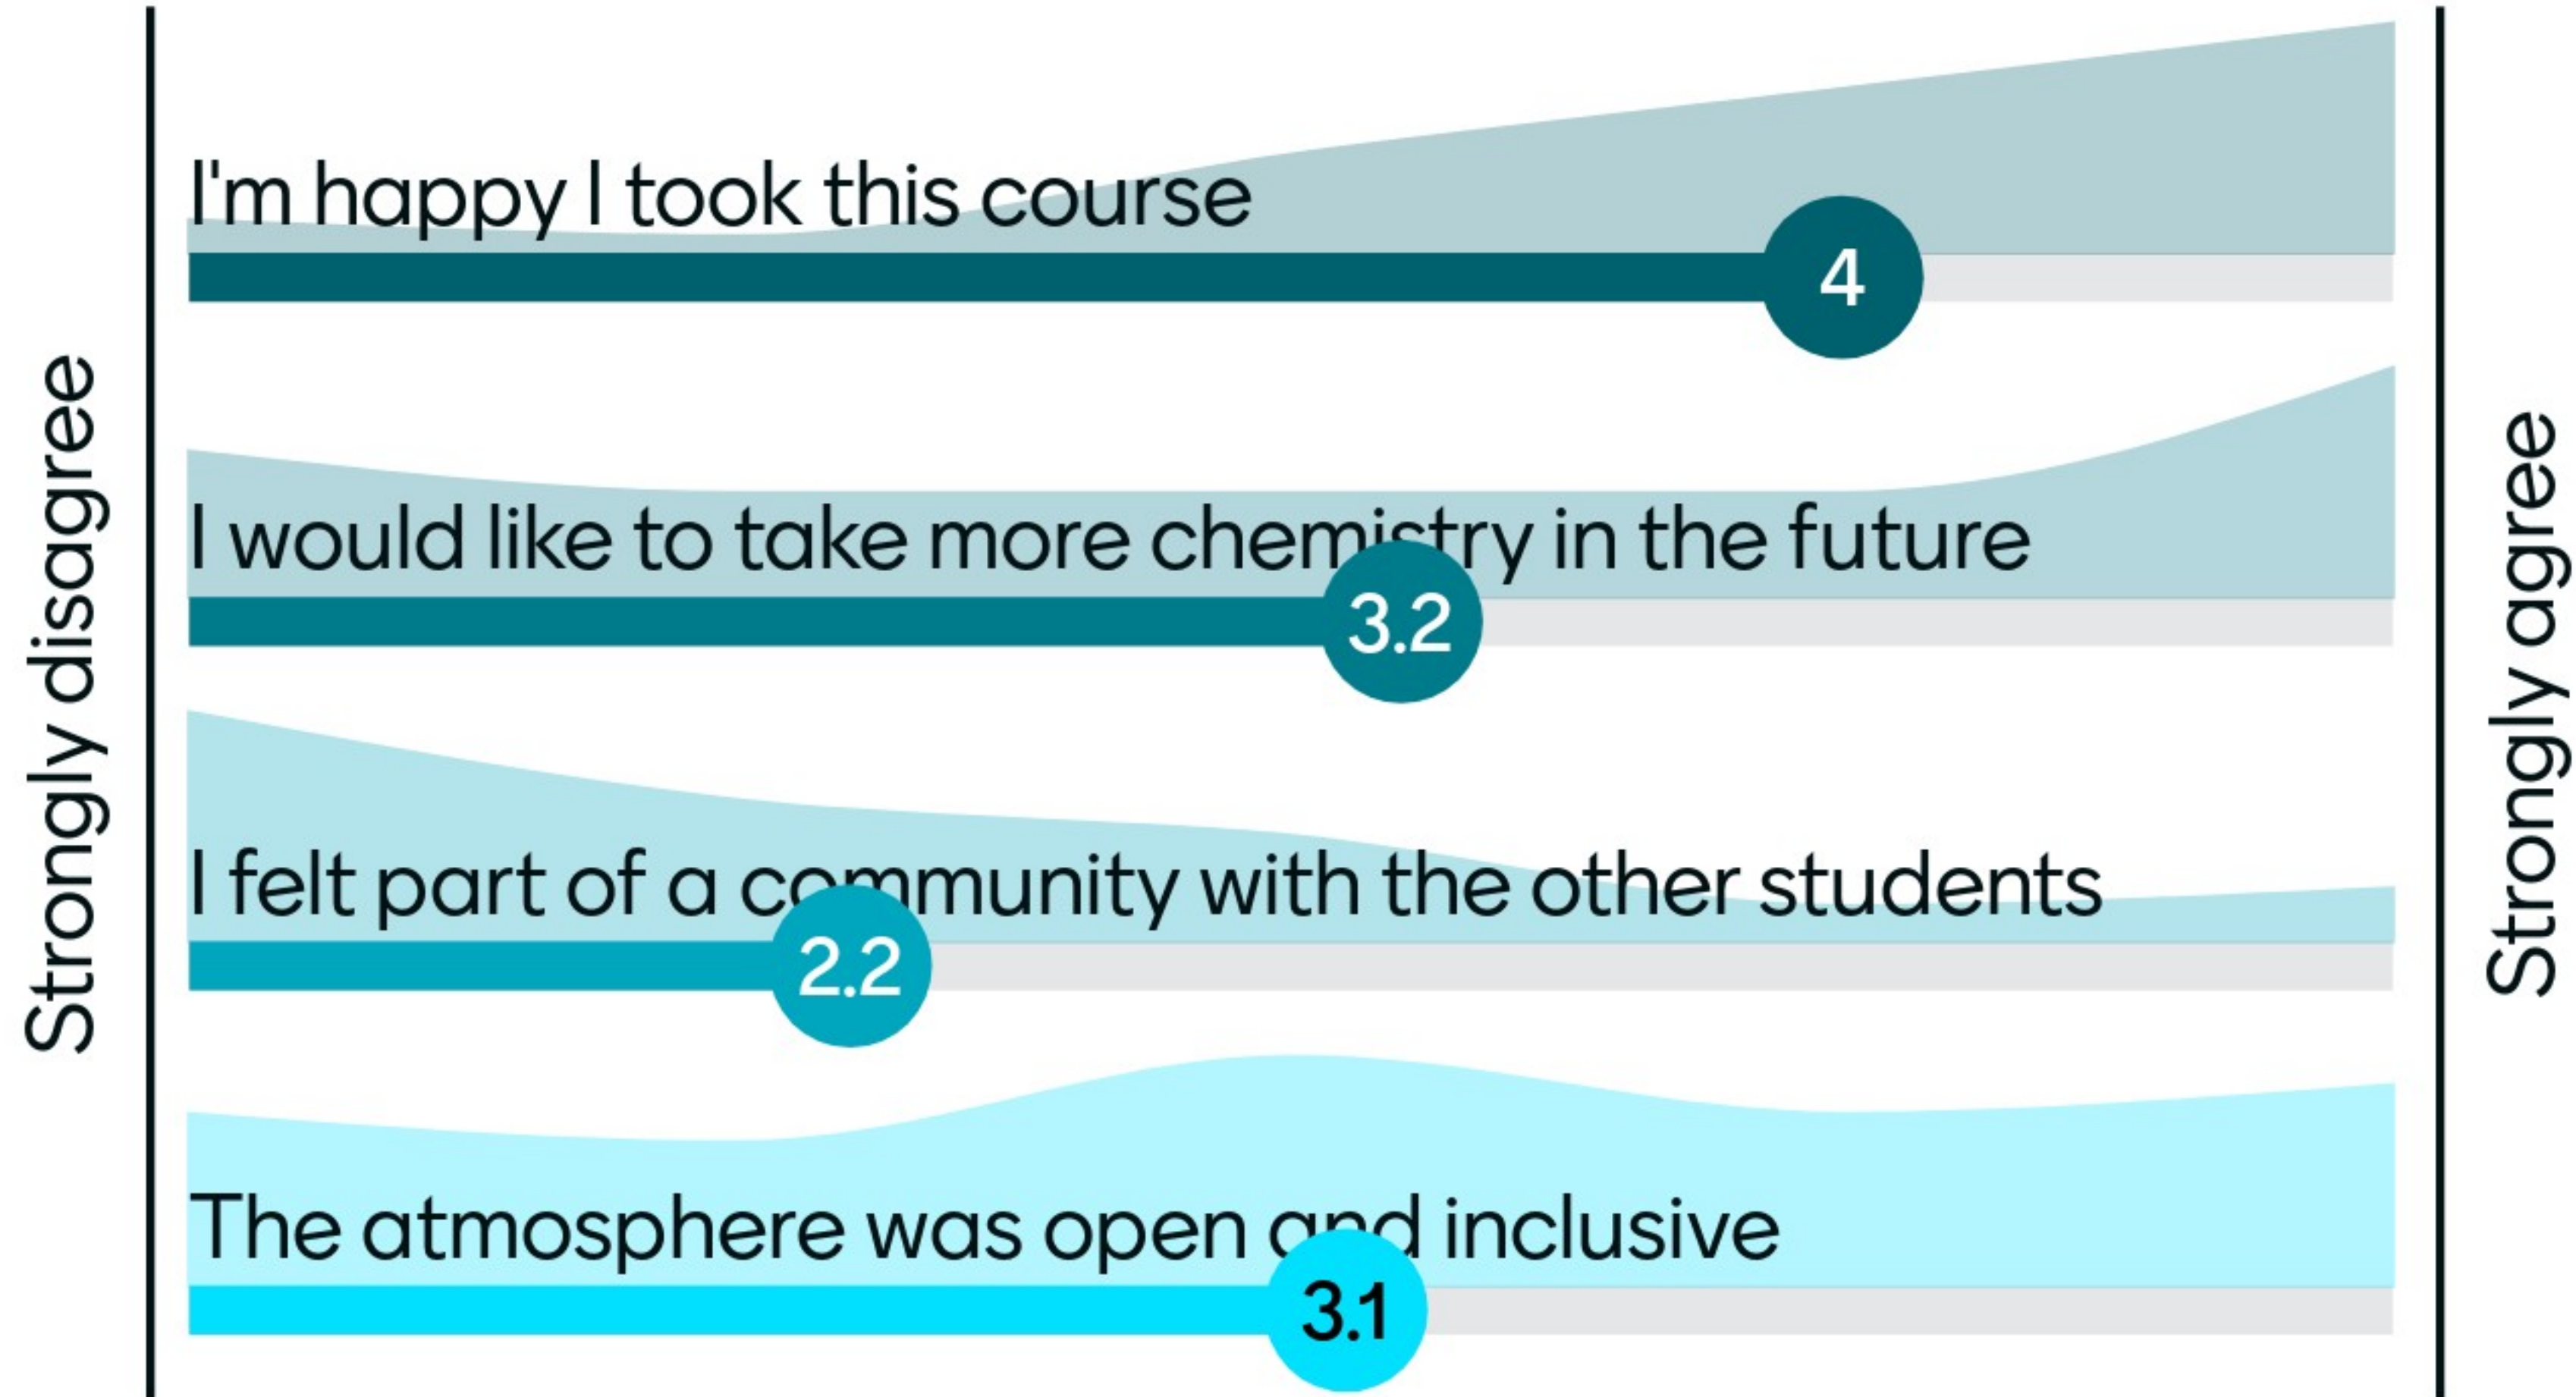 Strongly disagree
I'm happy I took this course
4
I would like to take more chemistry in the future
3.2
I felt part of a community with the other students
2.2
The atmosphere was open and inclusive
3.1
Strongly agree